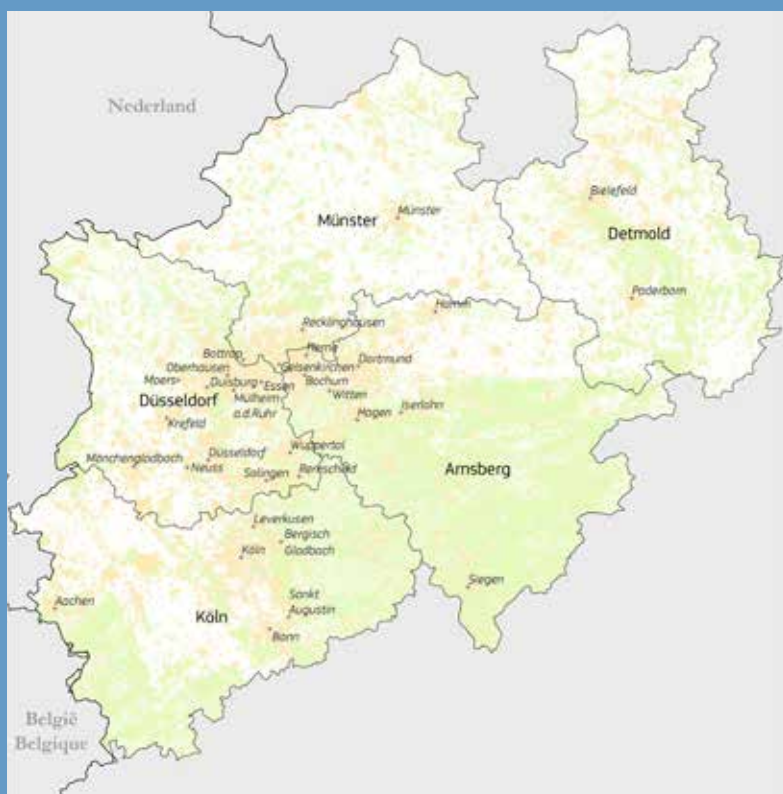 Nederland
Münster
Münster
Bielefeld
Detmold
Paderborn
Hamm
Recklinghausen
Herne
Bottrop
Dortmund
Oberhausen
Gelsenkirchen
Moers
Duisburg
Essen
Bochum
Düsseldorf
Mülheim
a.d.Ruhr
Witten
Krefeld
Hagen
Iserlohn
Wuppertal
Mönchengladbach
Düsseldorf
Neuss
Solingen
Remscheid
Arnsberg
Leverkusen
Bergisch
Gladbach
Köln
Siegen
Aachen
Sankt
Augustin
Köln
Bonn
België
Belgique